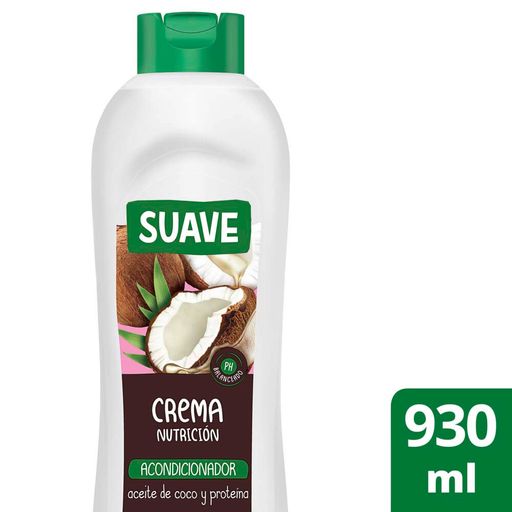 SUAVE
PH
BALANCEADO
CREMA
NUTRICIÓN
ACONDICIONADOR
aceite de coco y proteína
930
ml